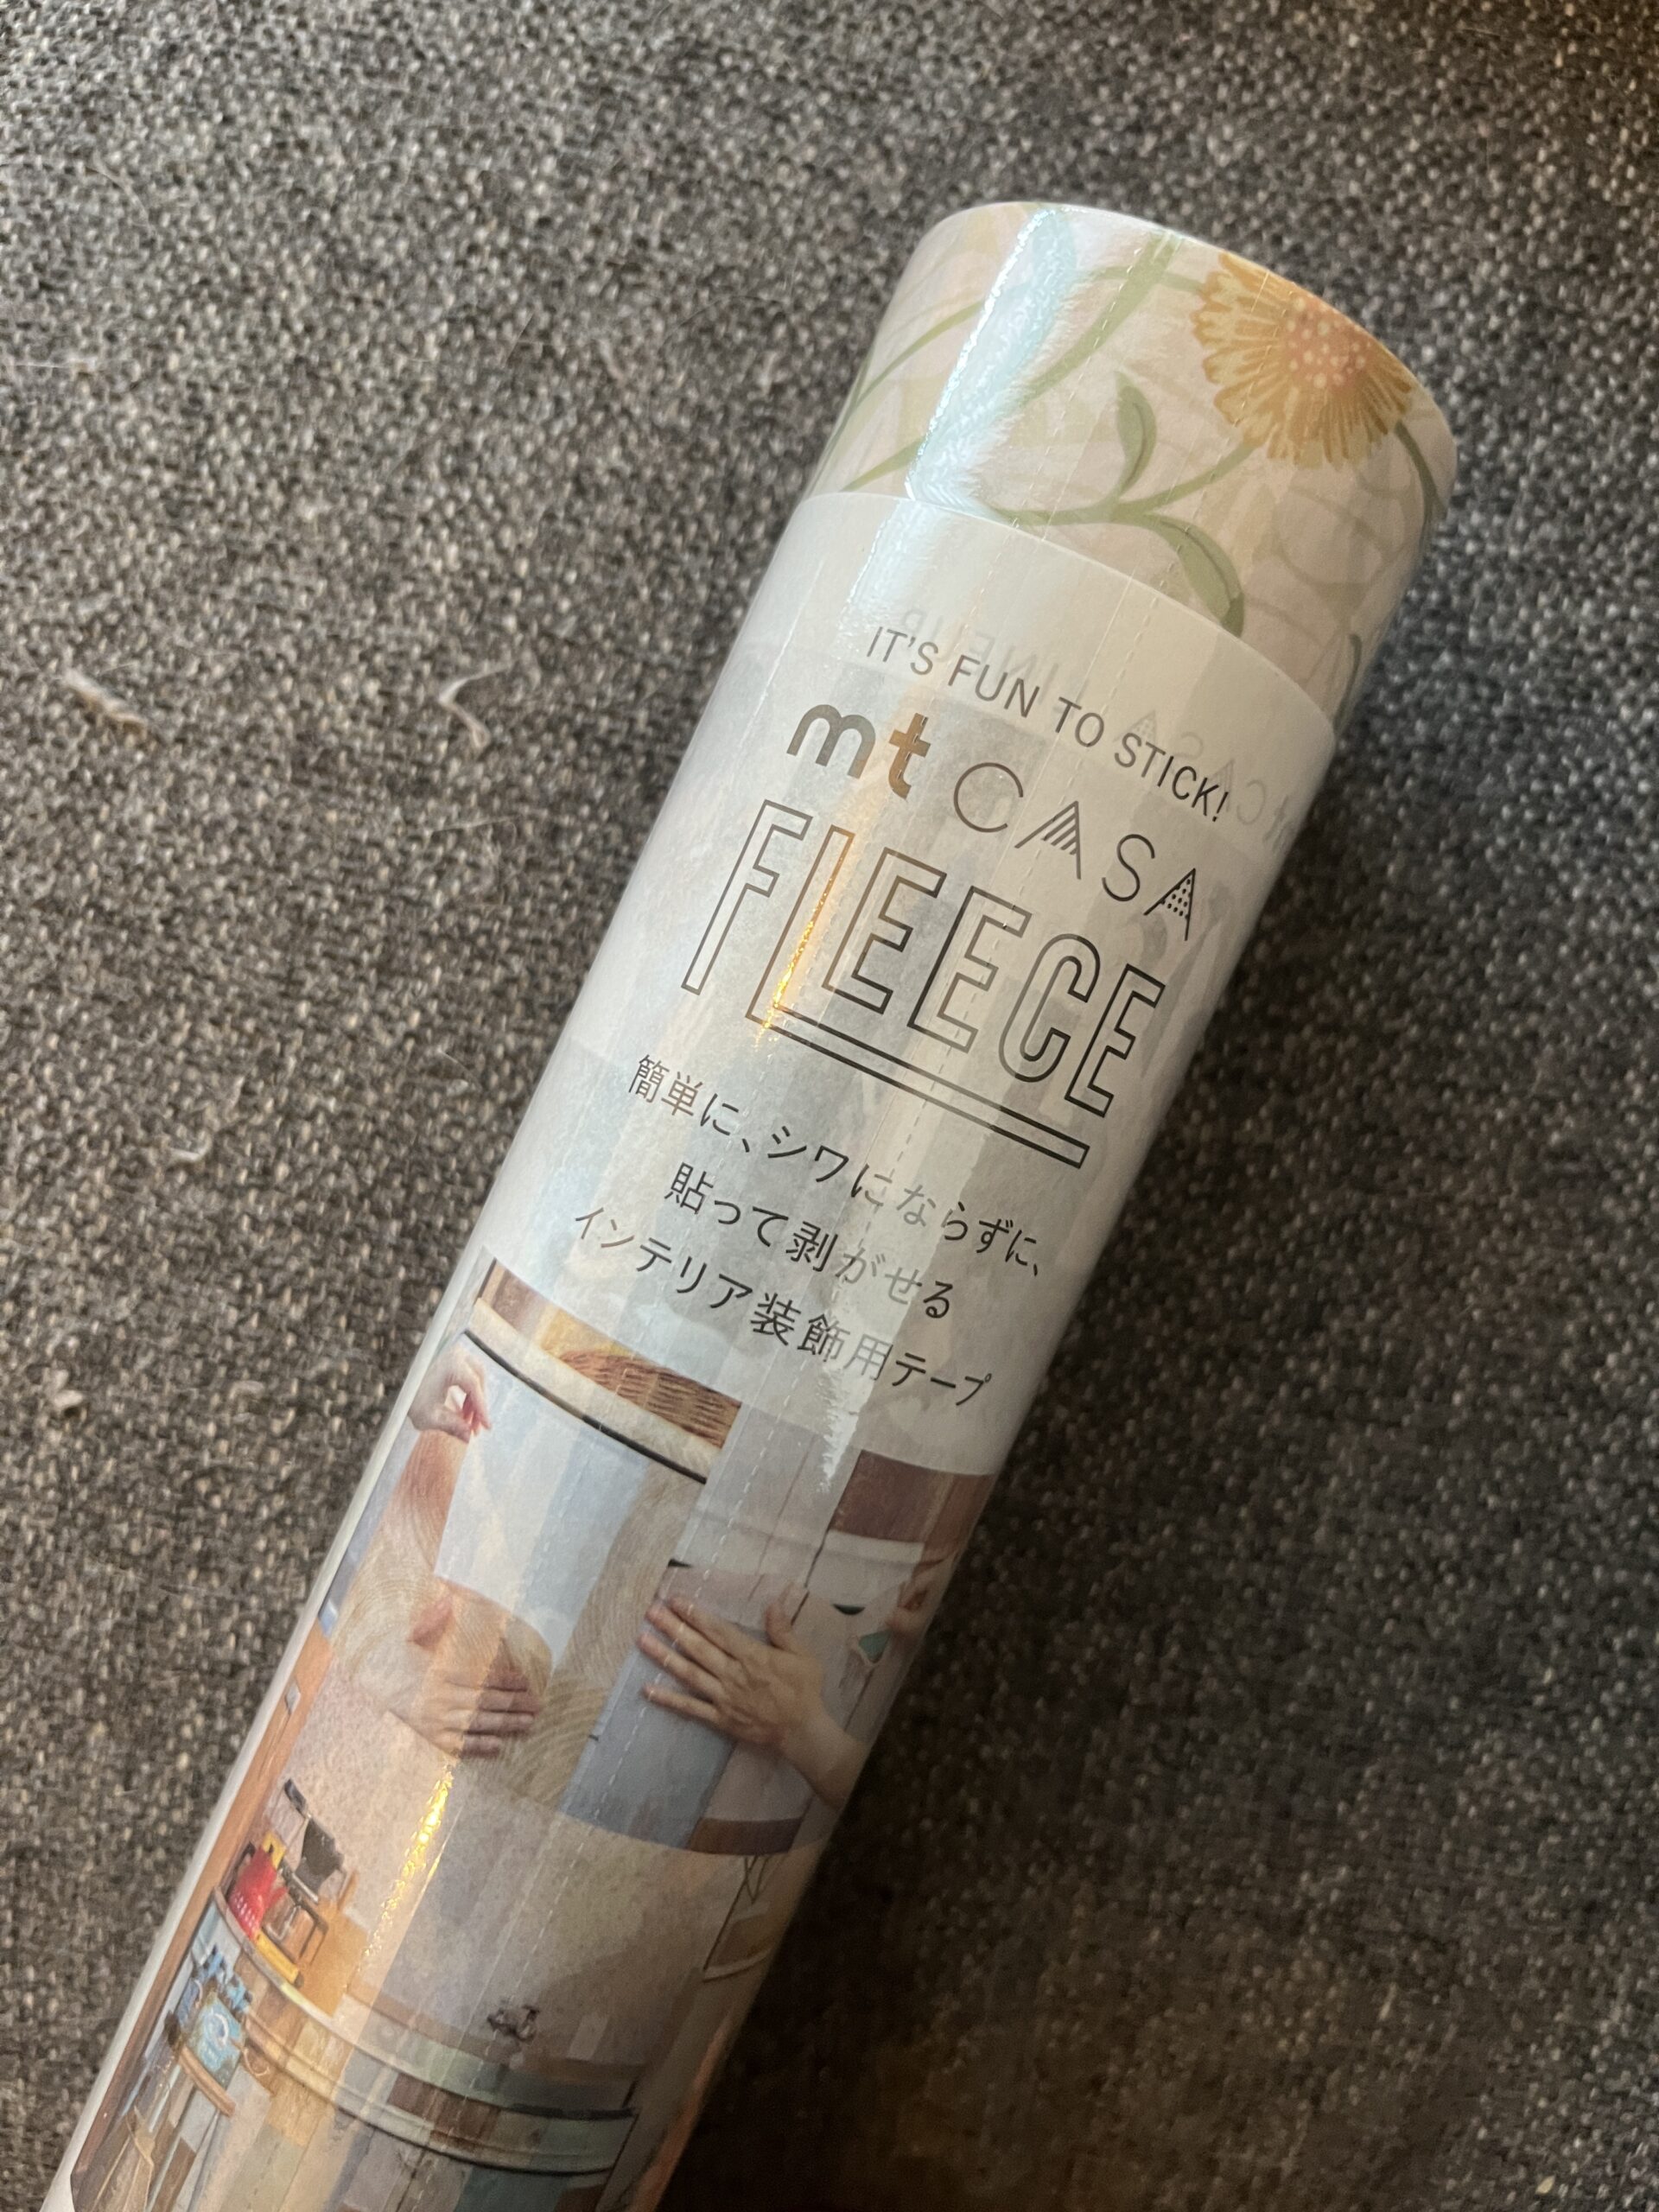 IT'S FUN TO STICK!
mt CASA
FLEECE
簡単に、シワにならずに、
貼って剥がせる
インテリア装飾用テープ